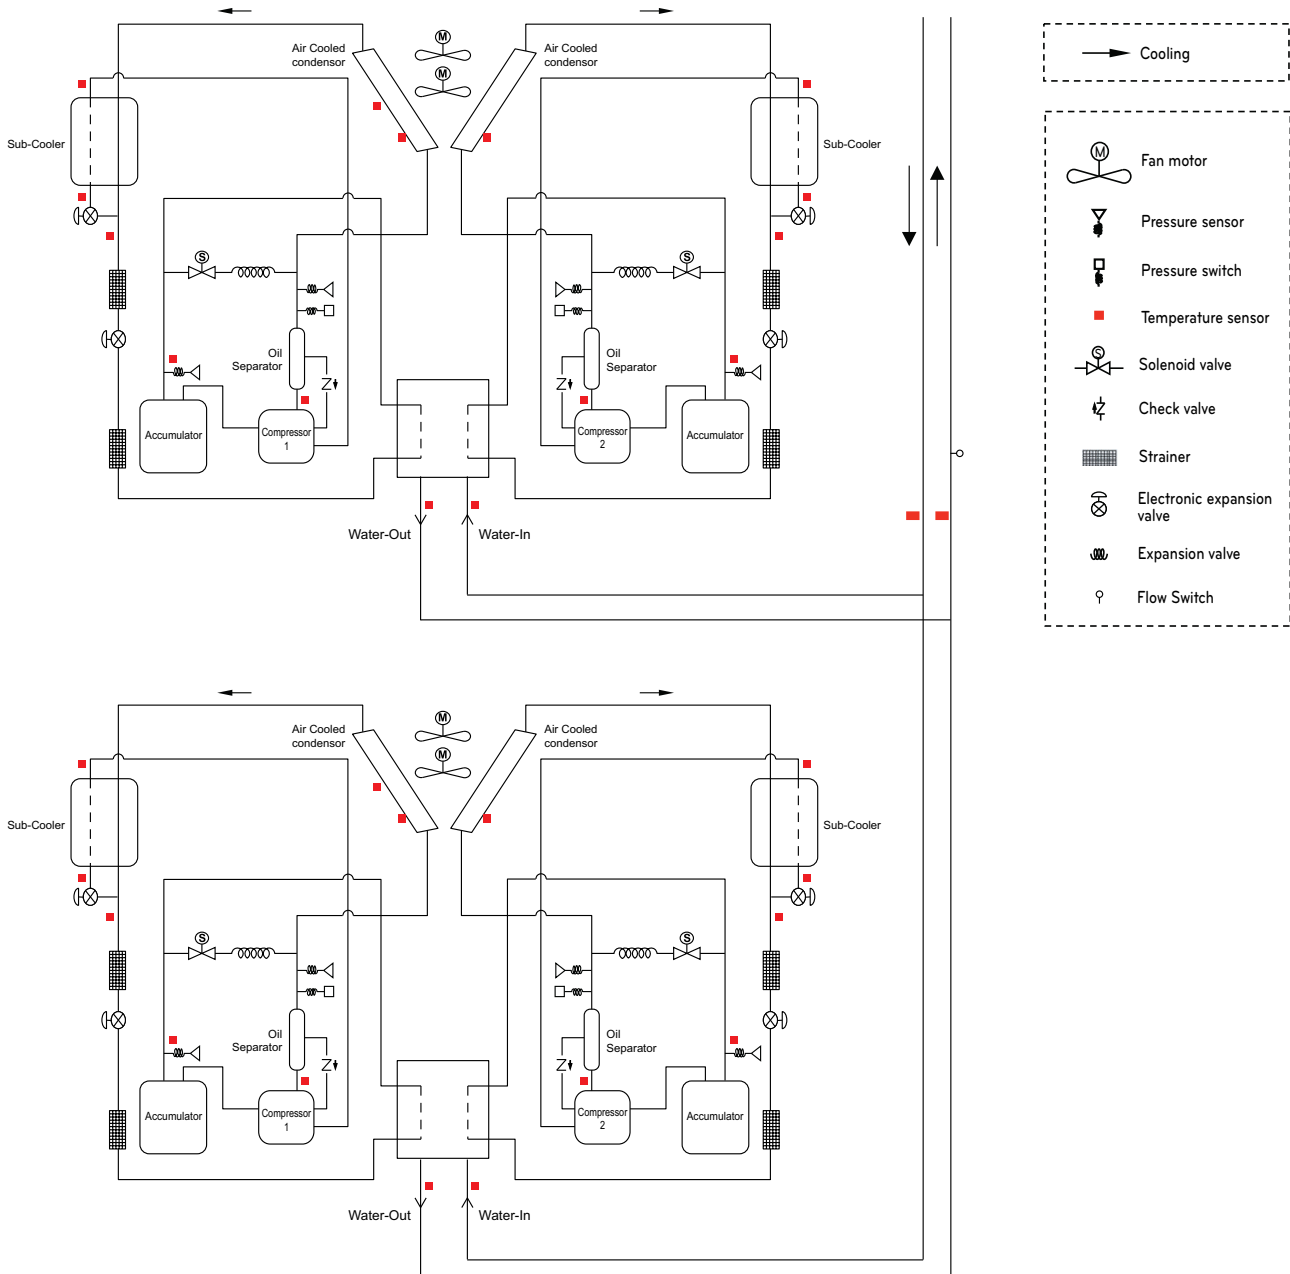 Air Cooled
condensor
M
M
Air Cooled
condensor
Sub-Cooler
Sub-Cooler
S
S
Oil
Separator
Oil
Separator
Accumulator
Compressor
1
Compressor
2
Accumulator
Water-Out
Water-In
Air Cooled
condensor
M
M
Air Cooled
condensor
Sub-Cooler
Sub-Cooler
S
S
Oil
Separator
Oil
Separator
Accumulator
Compressor
1
Compressor
2
Accumulator
Water-Out
Water-In
Cooling
M
Fan motor
Pressure sensor
Pressure switch
Temperature sensor
S
Solenoid valve
Check valve
Strainer
Electronic expansion
valve
Expansion valve
Flow Switch